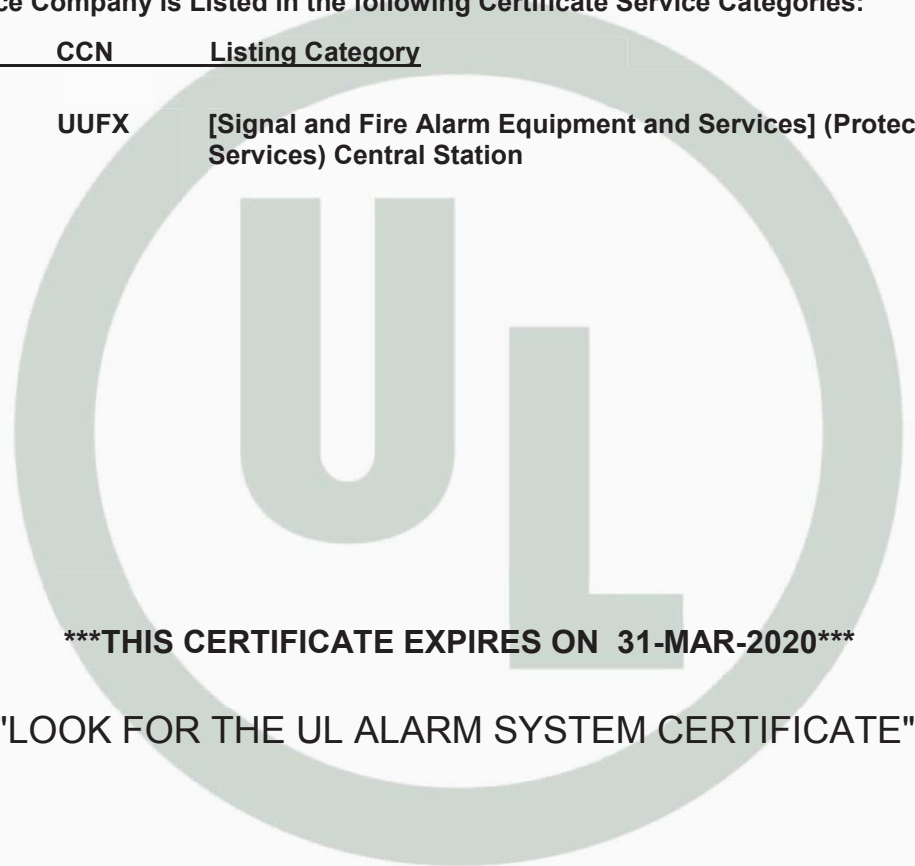 ce Company is Listed in the following Certificate Service Categories:
CCN Listing Category
UUFX [Signal and Fire Alarm Equipment and Services] (Protec
Services) Central Station
UL
***THIS CERTIFICATE EXPIRES ON 31-MAR-2020***
"LOOK FOR THE UL ALARM SYSTEM CERTIFICATE"